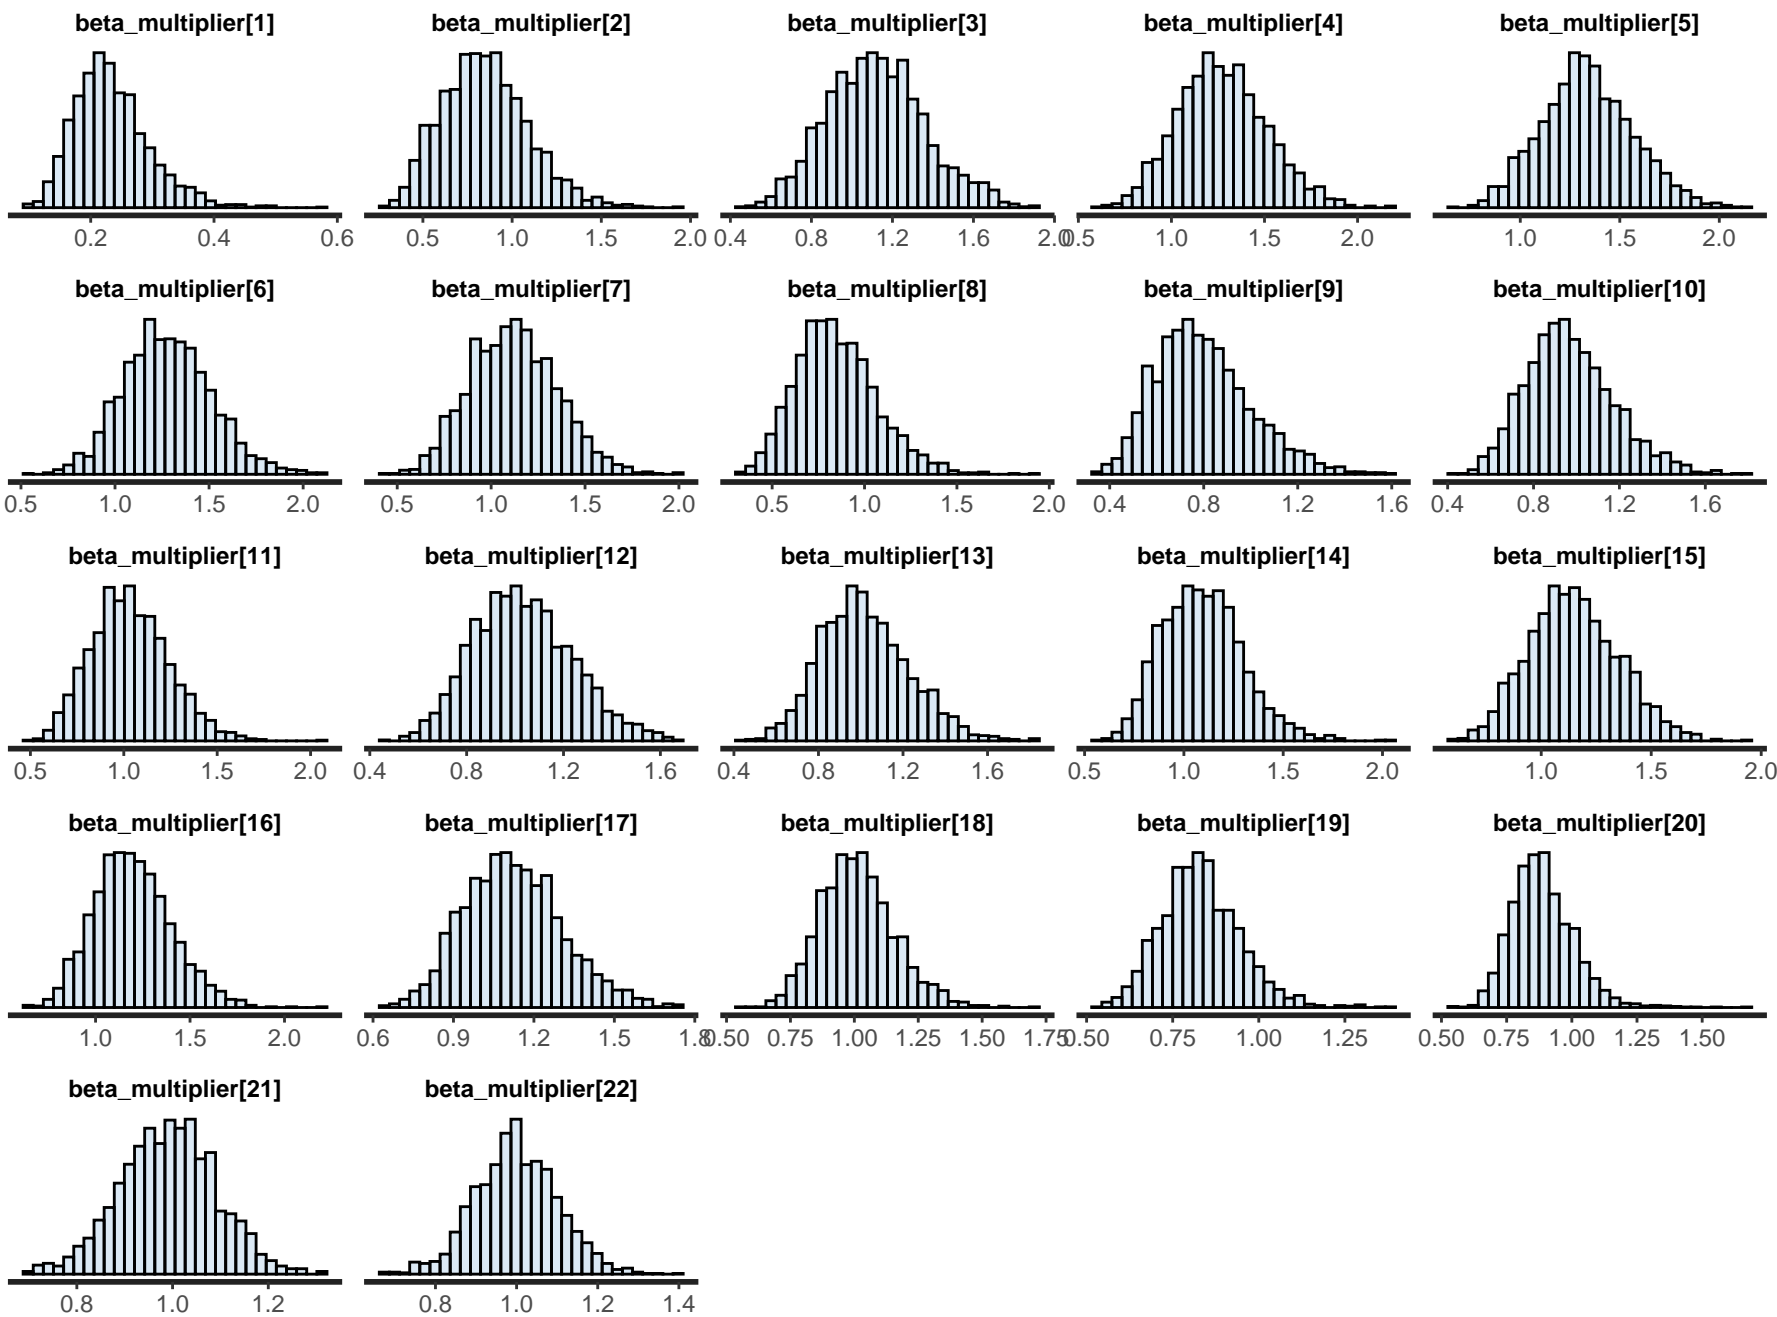 beta_multiplier[1] beta_multiplier[2] beta_multiplier[3] beta_multiplier[4] beta_multiplier[5]
0.2 0.4 0.6 0.5 1.0 1.5 2.0 0.4 0.8 1.2 1.6 2.0 0.5 1.0 1.5 2.0 1.0 1.5 2.0
beta_multiplier[6] beta_multiplier[7] beta_multiplier[8] beta_multiplier[9] beta_multiplier[10]
0.5 1.0 1.5 2.0 0.5 1.0 1.5 2.0 0.5 1.0 1.5 2.0 0.4 0.8 1.2 1.6 0.4 0.8 1.2 1.6
beta_multiplier[11] beta_multiplier[12] beta_multiplier[13] beta_multiplier[14] beta_multiplier[15]
0.5 1.0 1.5 2.0 0.4 0.8 1.2 1.6 0.4 0.8 1.2 1.6 0.5 1.0 1.5 2.0 1.0 1.5 2.0
beta_multiplier[16] beta_multiplier[17] beta_multiplier[18] beta_multiplier[19] beta_multiplier[20]
1.0 1.5 2.0 0.6 0.9 1.2 1.5 1.8 0.50 0.75 1.00 1.25 1.50 1.75 0.50 0.75 1.00 1.25 0.50 0.75 1.00 1.25 1.50
beta_multiplier[21] beta_multiplier[22]
0.8 1.0 1.2 0.8 1.0 1.2 1.4